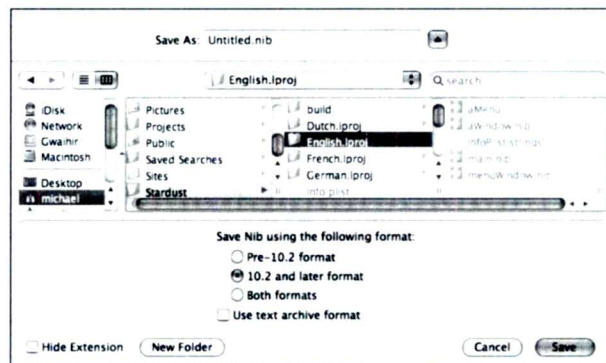 Save As: Untitled.nib
English.lproj
search
iDisk
Network
Gwaihir
Macintosh
Desktop
michael
Pictures
Projects
Public
Saved Searches
Sites
Stardust
build
Dutch.lproj
English.lproj
French.lproj
German.lproj
info.plist
aMenu
aWindow.nib
InfoPlist.strings
main.nib
menuWindow.nib
Save Nib using the following format:
Pre-10.2 format
10.2 and later format
Both formats
Use text archive format
Hide Extension
New Folder
Cancel
Save